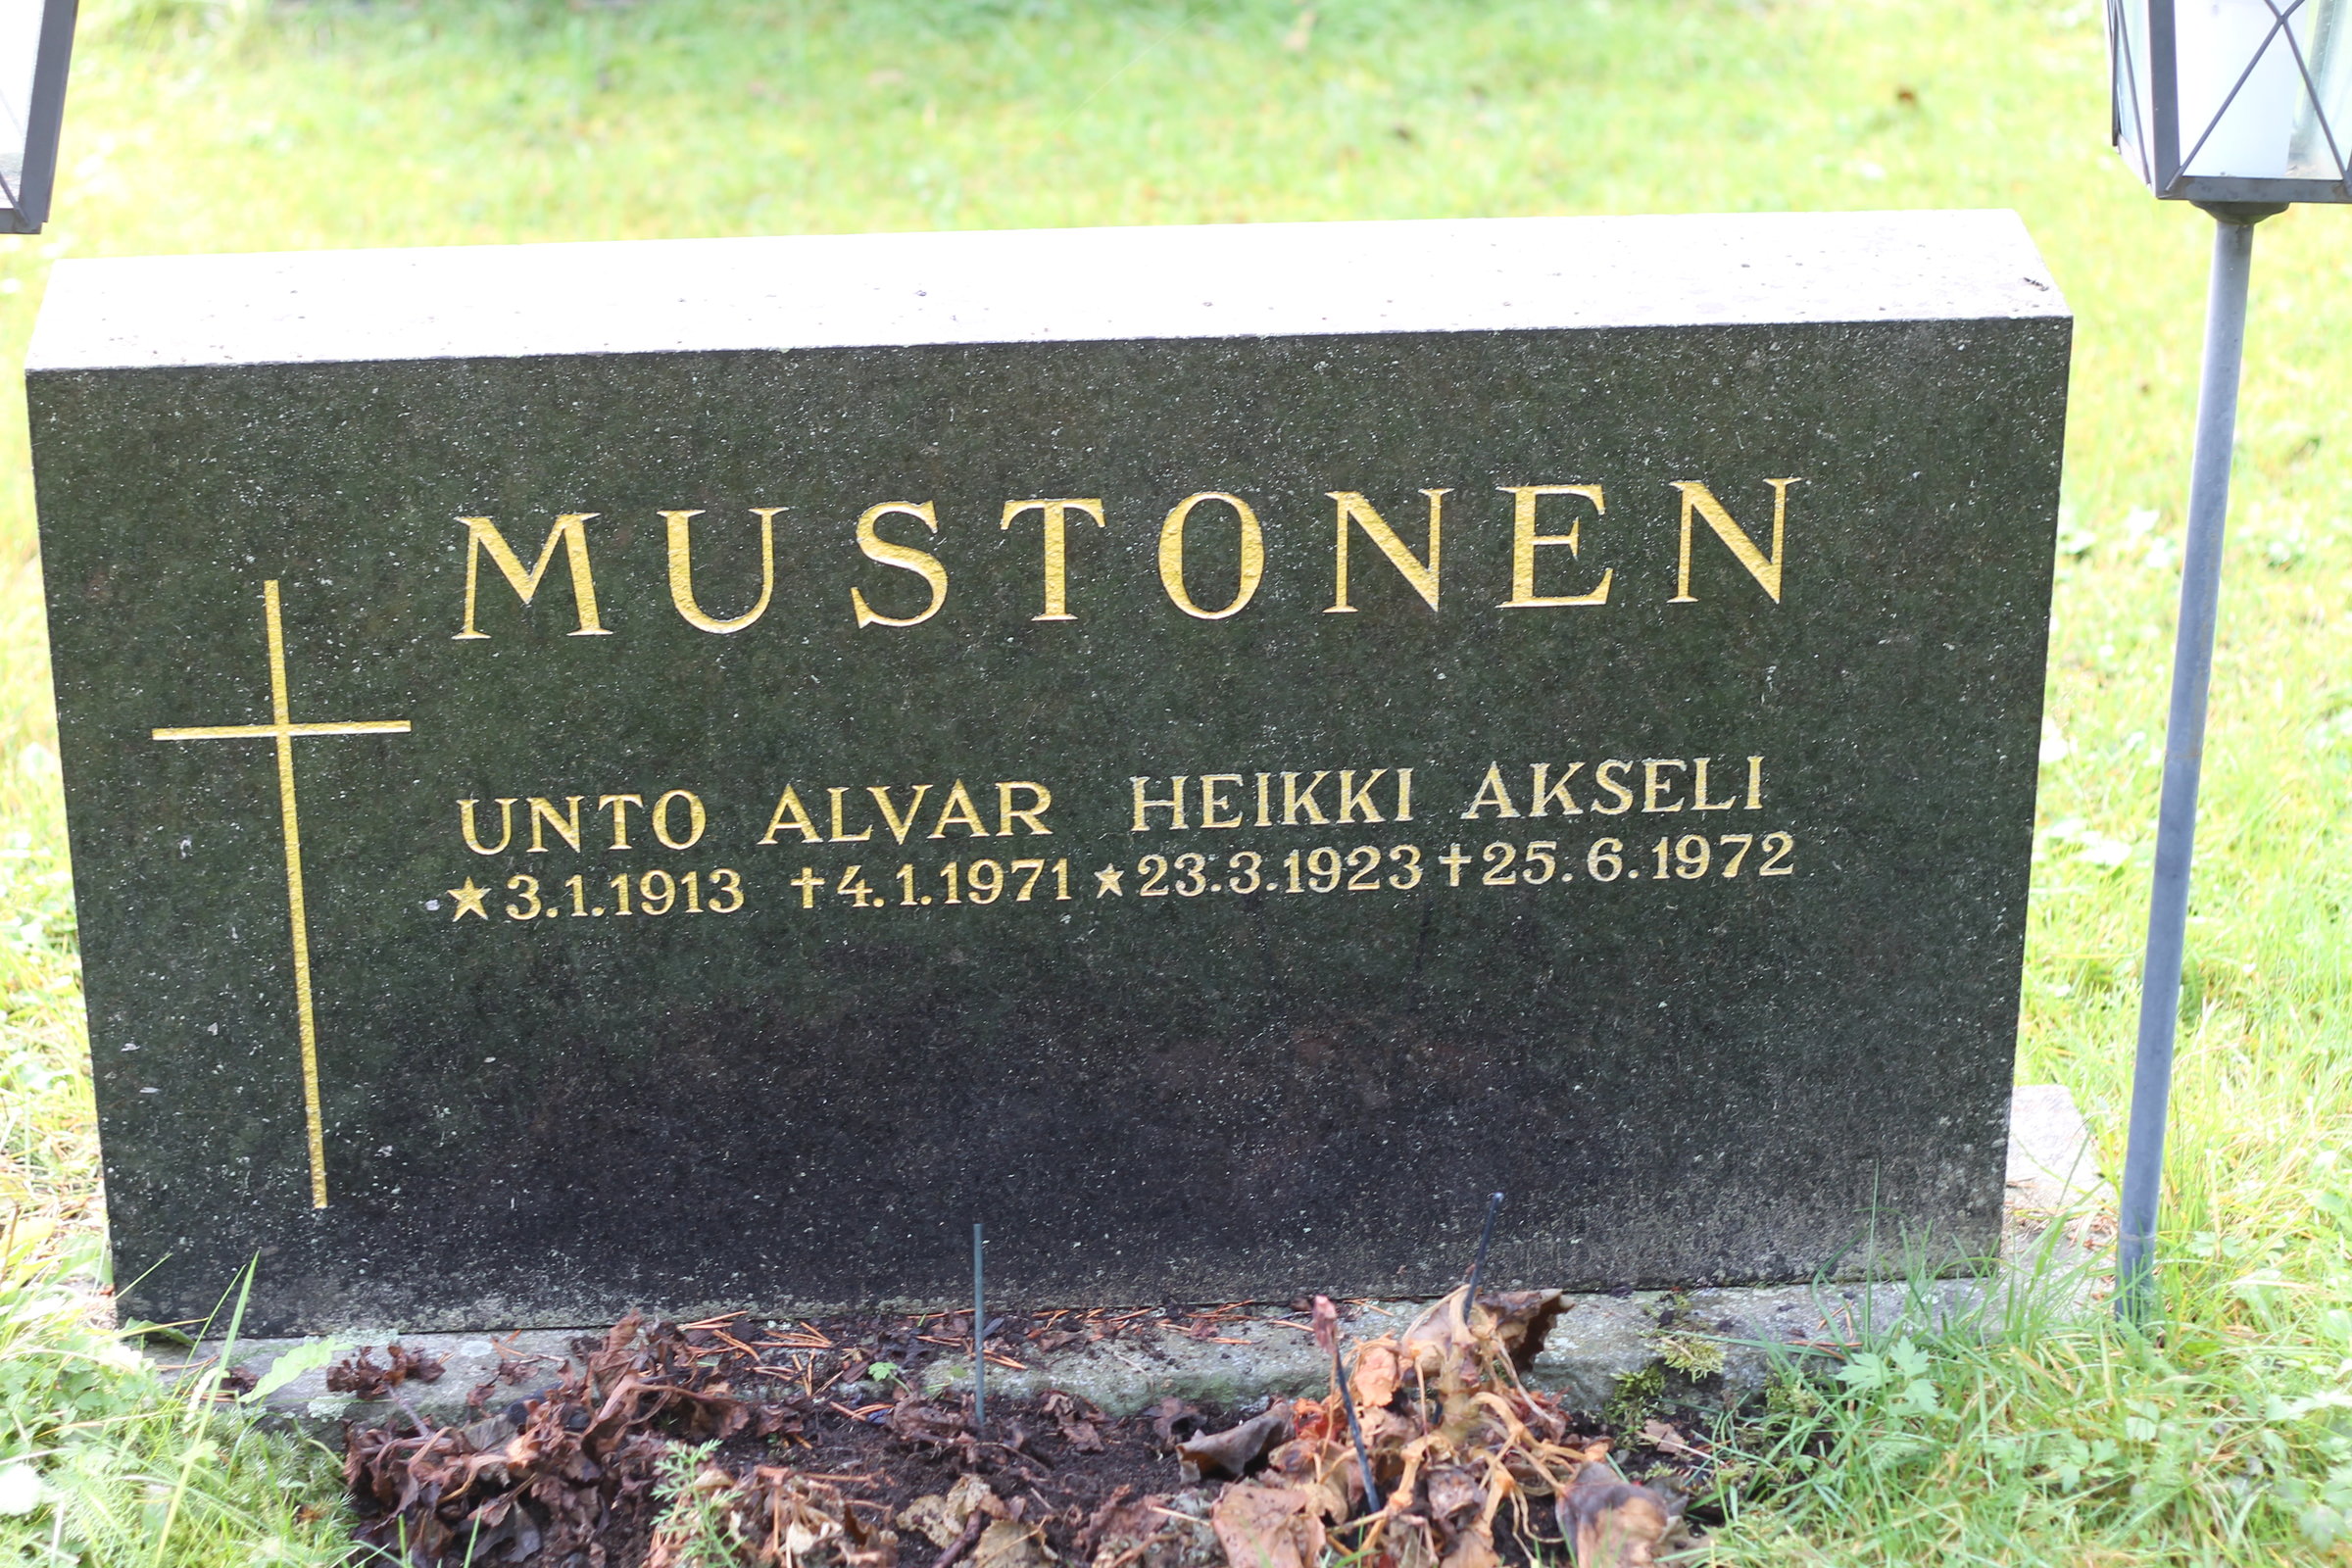 MUSTONEN
UNTO ALVAR HEIKKI AKSELI
★3.1.1913 ✝4.1.1971 ★23.3.1923 ✝25.6.1972